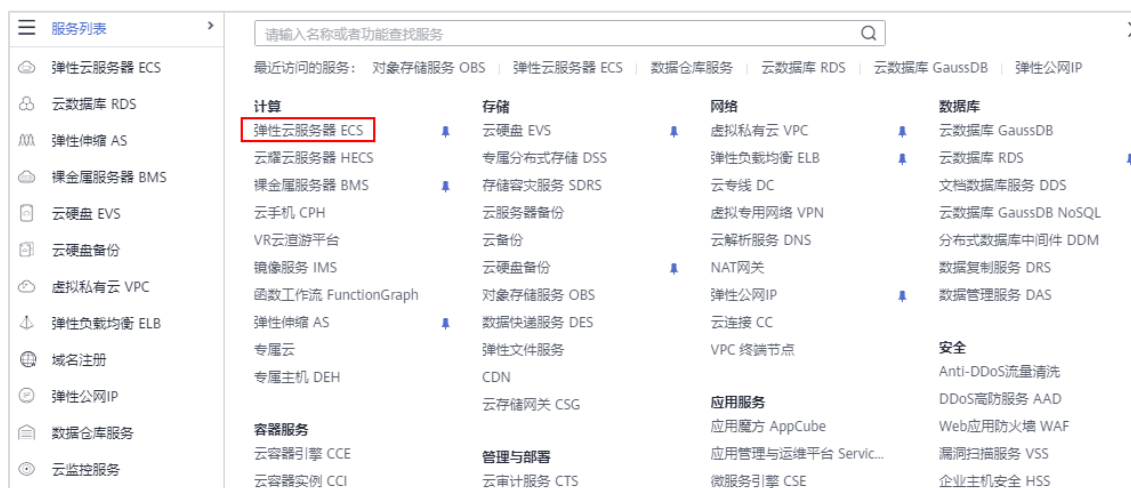 服务列表
弹性云服务器 ECS
云数据库 RDS
弹性伸缩 AS
裸金属服务器 BMS
云硬盘 EVS
云硬盘备份
虚拟私有云 VPC
弹性负载均衡 ELB
域名注册
弹性公网IP
数据仓库服务
云监控服务
请输入名称或者功能查找服务
最近访问的服务： 对象存储服务 OBS 弹性云服务器 ECS 数据仓库服务 云数据库 RDS 云数据库 GaussDB 弹性公网IP
计算
弹性云服务器 ECS
云耀云服务器 HECS
裸金属服务器 BMS
云手机 CPH
VR云渲游平台
镜像服务 IMS
函数工作流 FunctionGraph
弹性伸缩 AS
专属云
专属主机 DEH
容器服务
云容器引擎 CCE
云容器实例 CCI
存储
云硬盘 EVS
专属分布式存储 DSS
存储容灾服务 SDRS
云服务器备份
云备份
云硬盘备份
对象存储服务 OBS
数据快递服务 DES
弹性文件服务
CDN
云存储网关 CSG
管理与部署
云审计服务 CTS
网络
虚拟私有云 VPC
弹性负载均衡 ELB
云专线 DC
虚拟专用网络 VPN
云解析服务 DNS
NAT网关
弹性公网IP
云连接 CC
VPC 终端节点
应用服务
应用魔方 AppCube
应用管理与运维平台 Servic...
微服务引擎 CSE
数据库
云数据库 GaussDB
云数据库 RDS
文档数据库服务 DDS
云数据库 GaussDB NoSQL
分布式数据库中间件 DDM
数据复制服务 DRS
数据管理服务 DAS
安全
Anti-DDoS流量清洗
DDoS高防服务 AAD
Web应用防火墙 WAF
漏洞扫描服务 VSS
企业主机安全 HSS